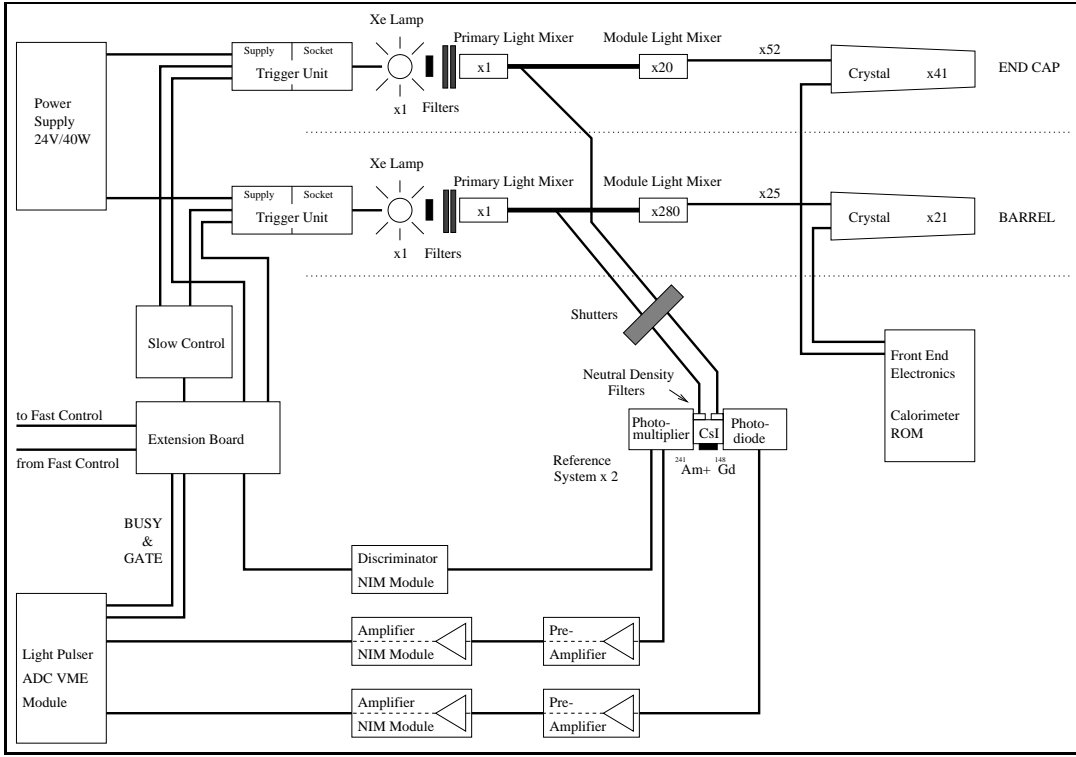 Xe Lamp
Primary Light Mixer
Module Light Mixer
x52
Supply
Socket
Trigger Unit
x1
x20
Crystal
x41
END CAP
x1
Filters
Power
Supply
24V/40W
Xe Lamp
Primary Light Mixer
Module Light Mixer
x25
Supply
Socket
Trigger Unit
x1
x280
Crystal
x21
BARREL
x1
Filters
Shutters
Slow Control
Front End
Electronics
Calorimeter
ROM
Neutral Density
Filters
to Fast Control
Extension Board
from Fast Control
Photo-
multiplier
CsI
Photo-
diode
Reference
System x 2
241Am+ 148Gd
BUSY
&
GATE
Discriminator
NIM Module
Light Pulser
ADC VME
Module
Amplifier
NIM Module
Pre-
Amplifier
Amplifier
NIM Module
Pre-
Amplifier